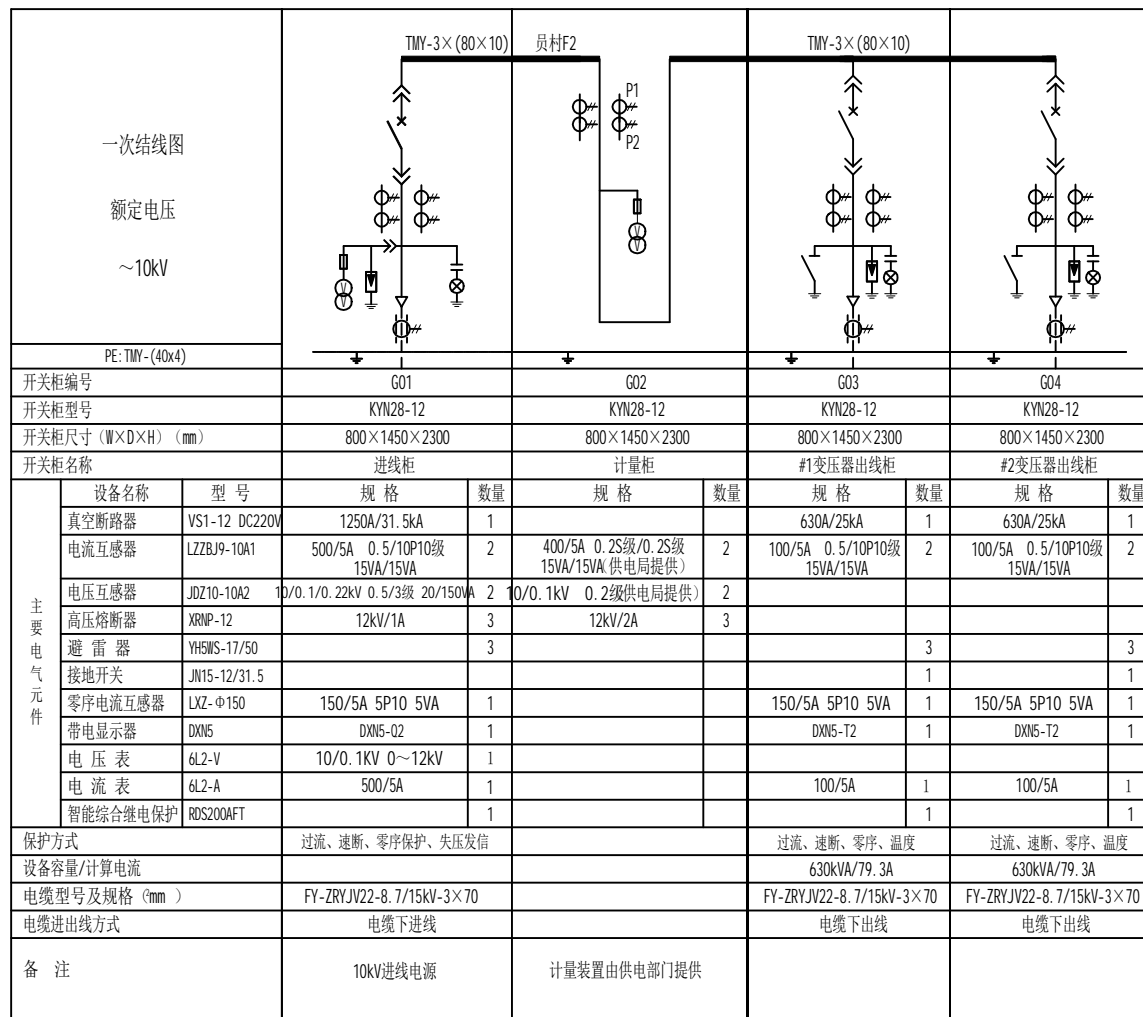 TMY-3×(80×10) 员村F2 TMY-3×(80×10)
P1
P2
一次结线图
额定电压
～10kV
PE:TMY-(40x4)
开关柜编号 G01 G02 G03 G04
开关柜型号 KYN28-12 KYN28-12 KYN28-12 KYN28-12
开关柜尺寸(W×D×H)(mm) 800×1450×2300 800×1450×2300 800×1450×2300 800×1450×2300
开关柜名称 进线柜 计量柜 #1变压器出线柜 #2变压器出线柜
主要电气元件
设备名称 型 号 规 格 数量 规 格 数量 规 格 数量 规 格 数量
真空断路器 VS1-12 DC220V 1250A/31.5kA 1 630A/25kA 1 630A/25kA 1
电流互感器 LZZBJ9-10A1 500/5A 0.5/10P10级 2 400/5A 0.2S级/0.2S级 2 100/5A 0.5/10P10级 2 100/5A 0.5/10P10级 2
15VA/15VA 15VA/15VA(供电局提供) 15VA/15VA 15VA/15VA
电压互感器 JDZ10-10A2 10/0.1/0.22kV 0.5/3级 20/150VA 2 10/0.1kV 0.2级供电局提供) 2
高压熔断器 XRNP-12 12kV/1A 3 12kV/2A 3
避 雷 器 YH5WS-17/50 3 3 3
接地开关 JN15-12/31.5 1 1
零序电流互感器 LXZ-Φ150 150/5A 5P10 5VA 1 150/5A 5P10 5VA 1 150/5A 5P10 5VA 1
带电显示器 DXN5 DXN5-Q2 1 DXN5-T2 1 DXN5-T2 1
电 压 表 6L2-V 10/0.1KV 0～12kV 1
电 流 表 6L2-A 500/5A 1 100/5A 1 100/5A 1
智能综合继电保护 RDS200AFT 1 1 1
保护方式 过流、速断、零序保护、失压发信 过流、速断、零序、温度 过流、速断、零序、温度
设备容量/计算电流 630kVA/79.3A 630kVA/79.3A
电缆型号及规格 (²mm ) FY-ZRYJV22-8.7/15kV-3×70 FY-ZRYJV22-8.7/15kV-3×70 FY-ZRYJV22-8.7/15kV-3×70
电缆进出线方式 电缆下进线 电缆下出线 电缆下出线
备 注 10kV进线电源 计量装置由供电部门提供